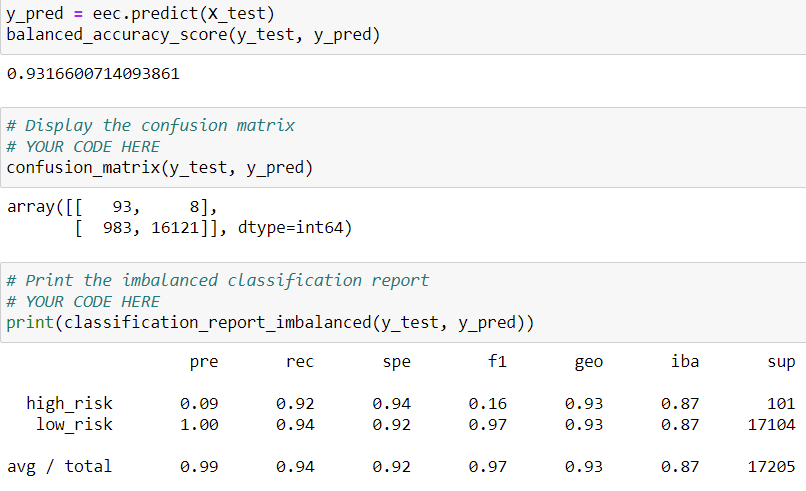 y_pred = eec.predict(X_test)
balanced_accuracy_score(y_test, y_pred)
0.9316600714093861
# Display the confusion matrix
# YOUR CODE HERE
confusion_matrix(y_test, y_pred)
array([[   93,     8],
       [  983, 16121]], dtype=int64)
# Print the imbalanced classification report
# YOUR CODE HERE
print(classification_report_imbalanced(y_test, y_pred))
                   pre       rec       spe        f1       geo       iba       sup
  high_risk       0.09      0.92      0.94      0.16      0.93      0.87       101
   low_risk       1.00      0.94      0.92      0.97      0.93      0.87     17104
avg / total       0.99      0.94      0.92      0.97      0.93      0.87     17205